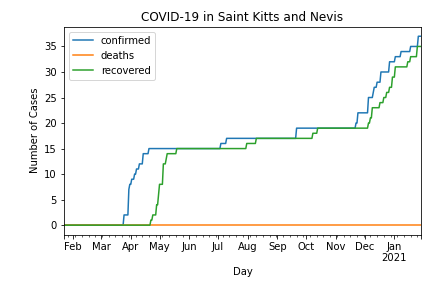 COVID-19 in Saint Kitts and Nevis
confirmed
deaths
recovered
Number of Cases
35
30
25
20
15
10
5
0
Feb Mar Apr May Jun Jul Aug Sep Oct Nov Dec Jan
2021
Day